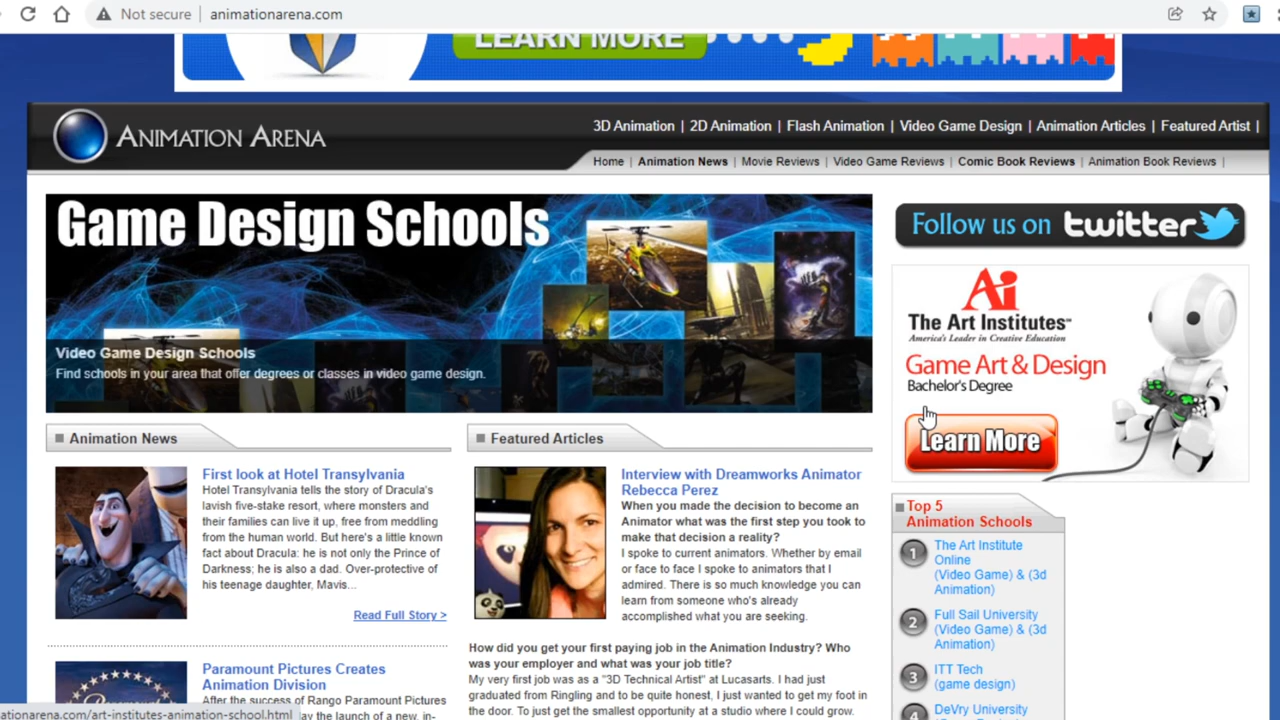 Not secure | animationarena.com
LEARN MORE
ANIMATION ARENA
3D Animation | 2D Animation | Flash Animation | Video Game Design | Animation Articles | Featured Artist |
Home | Animation News | Movie Reviews | Video Game Reviews | Comic Book Reviews | Animation Book Reviews |
Game Design Schools
Video Game Design Schools
Find schools in your area that offer degrees or classes in video game design.
Follow us on twitter
Ai
The Art Institutes℠
America's Leader in Creative Education
Game Art & Design
Bachelor's Degree
Learn More
Animation News
First look at Hotel Transylvania
Hotel Transylvania tells the story of Dracula's
lavish five-stake resort, where monsters and
their families can live it up, free from meddling
from the human world. But here's a little known
fact about Dracula: he is not only the Prince of
Darkness; he is also a dad. Over-protective of
his teenage daughter, Mavis...
Read Full Story >
Paramount Pictures Creates
Animation Division
After the success of Rango Paramount Pictures
lay the launch of a new, in-
Featured Articles
Interview with Dreamworks Animator
Rebecca Perez
When you made the decision to become an
Animator what was the first step you took to
make that decision a reality?
I spoke to current animators. Whether by email
or face to face I spoke to animators that I
admired. There is so much knowledge you can
learn from someone who's already
accomplished what you are seeking.
How did you get your first paying job in the Animation Industry? Who
was your employer and what was your job title?
My very first job was as a "3D Technical Artist" at Lucasarts. I had just
graduated from Ringling and to be quite honest, I just wanted to get my foot in
the door. To just get the smallest opportunity at a studio where I could grow.
Top 5
Animation Schools
1
The Art Institute
Online
(Video Game) & (3d
Animation)
2
Full Sail University
(Video Game) & (3d
Animation)
3
ITT Tech
(game design)
4
DeVry University
Paramount
ationarena.com/art-institutes-animation-school.html